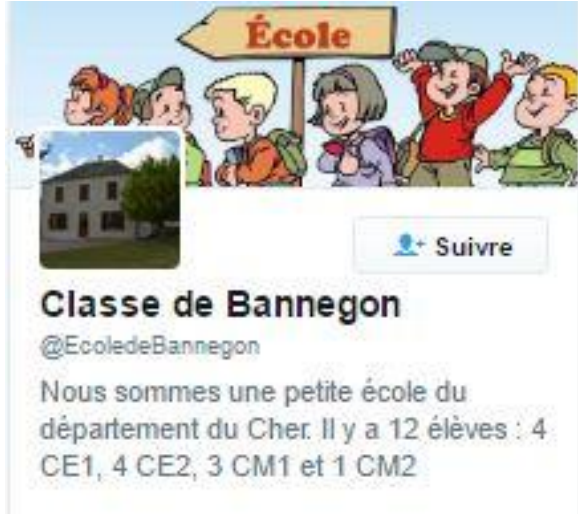 École
Suivre
Classe de Bannegon
@EcoledeBannegon
Nous sommes une petite école du
département du Cher. Il y a 12 élèves : 4
CE1, 4 CE2, 3 CM1 et 1 CM2